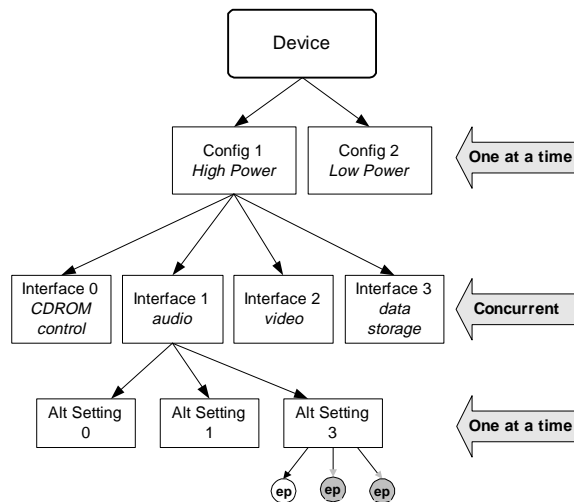 Device
Config 1
High Power
Config 2
Low Power
One at a time
Interface 0
CDROM
control
Interface 1
audio
Interface 2
video
Interface 3
data
storage
Concurrent
Alt Setting
0
Alt Setting
1
Alt Setting
3
One at a time
ep
ep
ep